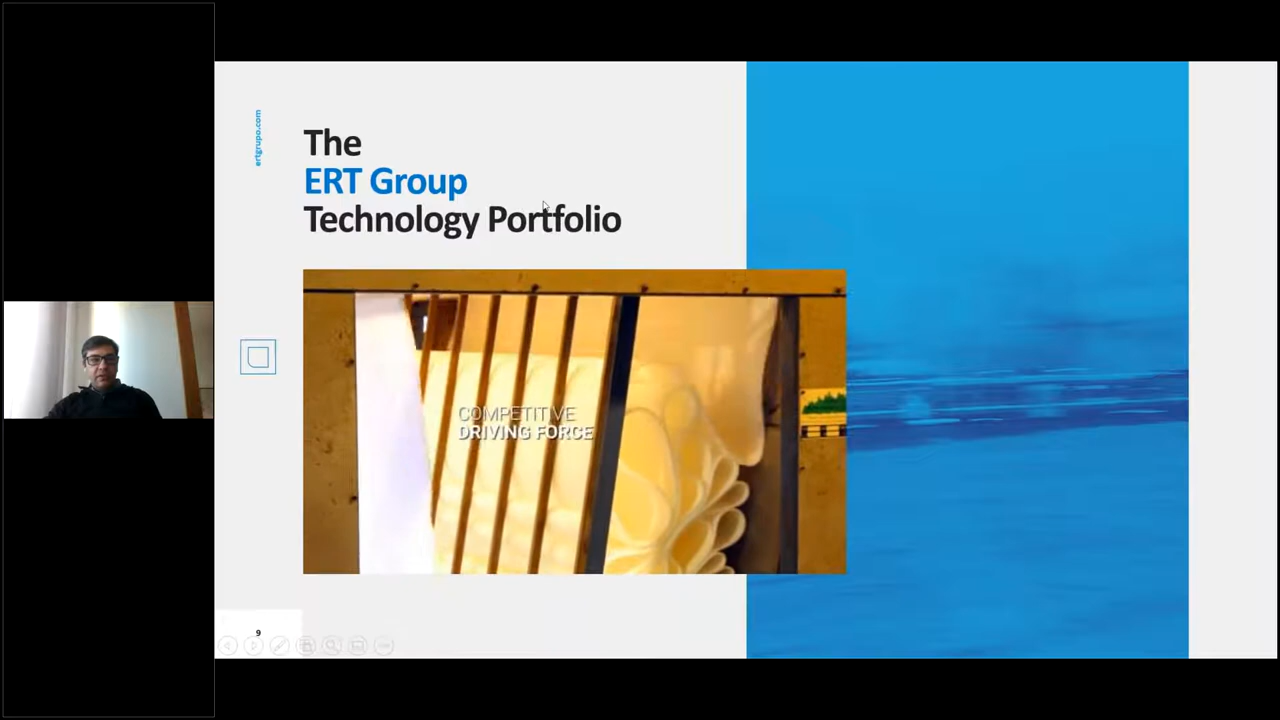 ertgrupo.com
The
ERT Group
Technology Portfolio
COMPETITIVE
DRIVING FORCE
9